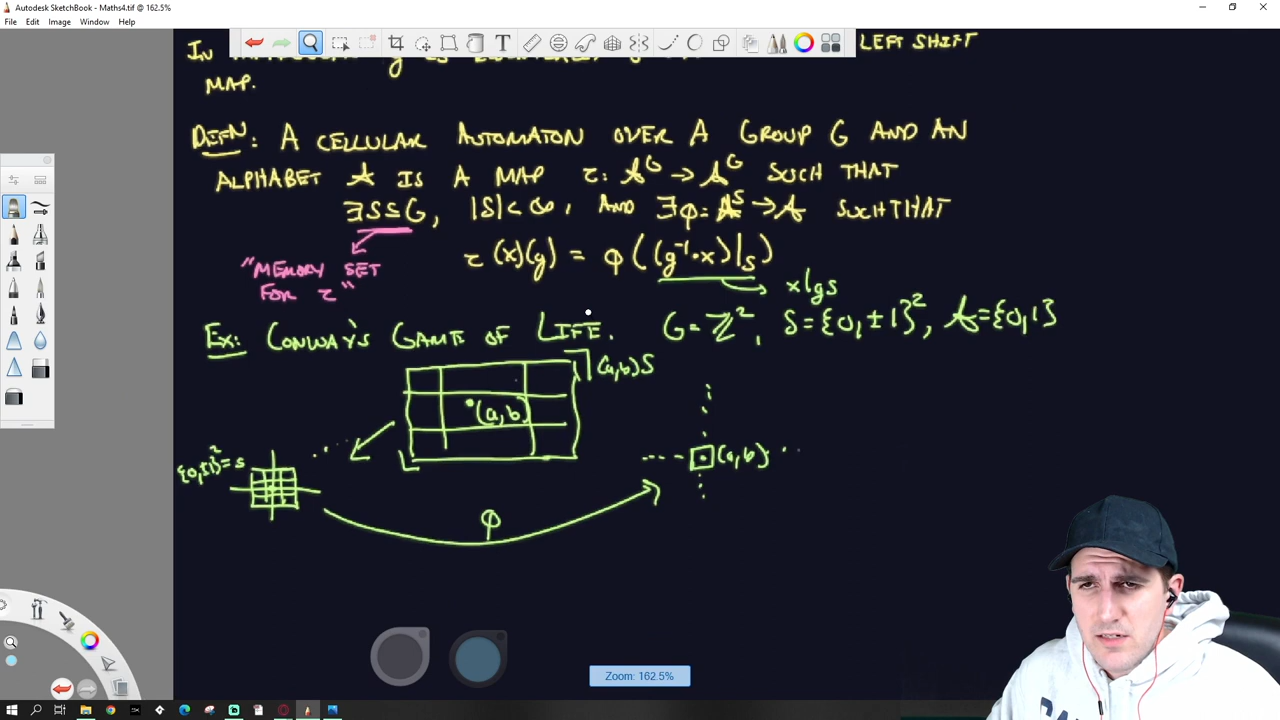 Autodesk SketchBook - Maths4.tif @ 162.5%
File Edit Image Window Help
LEFT SHIFT
MAP.
DEFN: A CELLULAR AUTOMATON OVER A GROUP G AND AN
ALPHABET A IS A MAP τ: A^G → A^G SUCH THAT
∃S⊆G, |S|<∞, AND ∃φ: A^S → A SUCH THAT
τ(x)(g) = φ((g⁻¹·x)|_S)
"MEMORY SET
FOR τ"
x|gS
EX: CONWAY'S GAME OF LIFE. G=ℤ², S={0,±1}², A={0,1}
(a,b)S
(a,b)
{0,±1}²=S
(a,b)
φ
Zoom: 162.5%